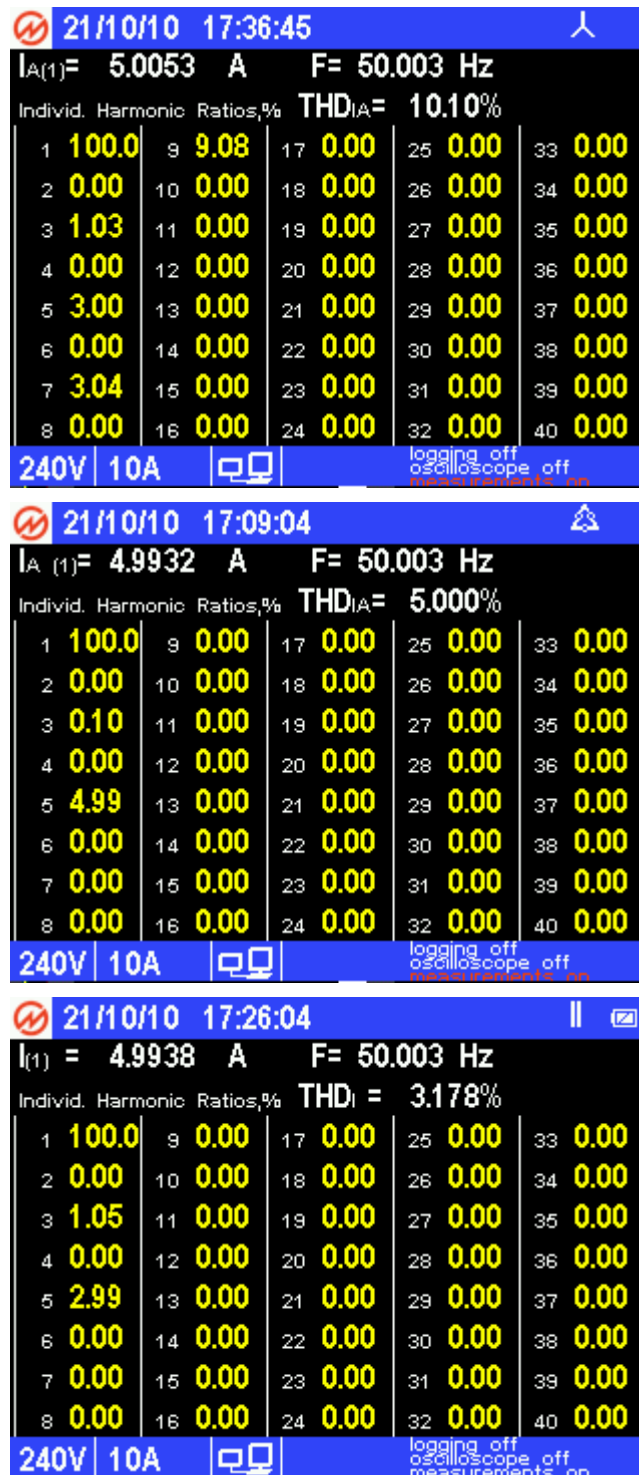 21/10/10 17:36:45
IA(1)= 5.0053 A F= 50.003 Hz
Individ. Harmonic Ratios,% THDIA= 10.10%
1 100.0 9 9.08 17 0.00 25 0.00 33 0.00
2 0.00 10 0.00 18 0.00 26 0.00 34 0.00
3 1.03 11 0.00 19 0.00 27 0.00 35 0.00
4 0.00 12 0.00 20 0.00 28 0.00 36 0.00
5 3.00 13 0.00 21 0.00 29 0.00 37 0.00
6 0.00 14 0.00 22 0.00 30 0.00 38 0.00
7 3.04 15 0.00 23 0.00 31 0.00 39 0.00
8 0.00 16 0.00 24 0.00 32 0.00 40 0.00
logging off
240V 10A oscilloscope off
measurements on
21/10/10 17:09:04
IA (1)= 4.9932 A F= 50.003 Hz
Individ. Harmonic Ratios,% THDIA= 5.000%
1 100.0 9 0.00 17 0.00 25 0.00 33 0.00
2 0.00 10 0.00 18 0.00 26 0.00 34 0.00
3 0.10 11 0.00 19 0.00 27 0.00 35 0.00
4 0.00 12 0.00 20 0.00 28 0.00 36 0.00
5 4.99 13 0.00 21 0.00 29 0.00 37 0.00
6 0.00 14 0.00 22 0.00 30 0.00 38 0.00
7 0.00 15 0.00 23 0.00 31 0.00 39 0.00
8 0.00 16 0.00 24 0.00 32 0.00 40 0.00
logging off
240V 10A oscilloscope off
measurements on
21/10/10 17:26:04
I(1) = 4.9938 A F= 50.003 Hz
Individ. Harmonic Ratios,% THDI = 3.178%
1 100.0 9 0.00 17 0.00 25 0.00 33 0.00
2 0.00 10 0.00 18 0.00 26 0.00 34 0.00
3 1.05 11 0.00 19 0.00 27 0.00 35 0.00
4 0.00 12 0.00 20 0.00 28 0.00 36 0.00
5 2.99 13 0.00 21 0.00 29 0.00 37 0.00
6 0.00 14 0.00 22 0.00 30 0.00 38 0.00
7 0.00 15 0.00 23 0.00 31 0.00 39 0.00
8 0.00 16 0.00 24 0.00 32 0.00 40 0.00
logging off
240V 10A oscilloscope off
measurements on